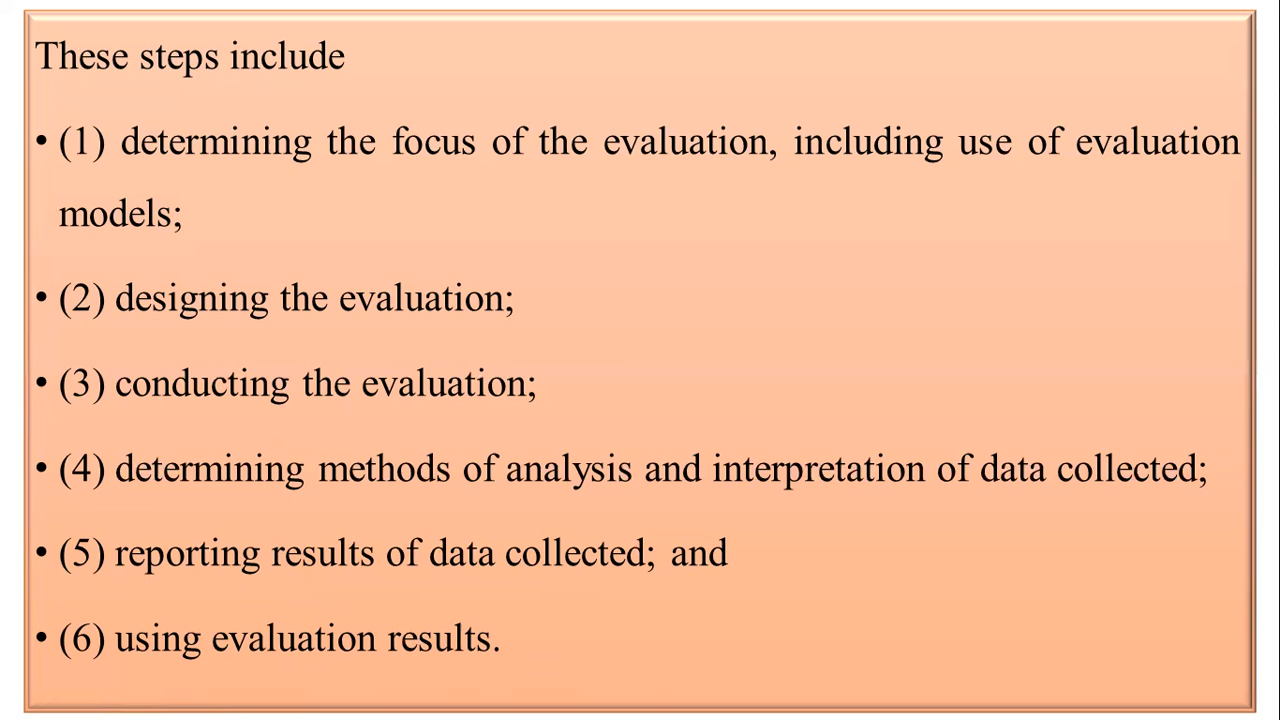 These steps include
• (1) determining the focus of the evaluation, including use of evaluation
models;
• (2) designing the evaluation;
• (3) conducting the evaluation;
• (4) determining methods of analysis and interpretation of data collected;
• (5) reporting results of data collected; and
• (6) using evaluation results.